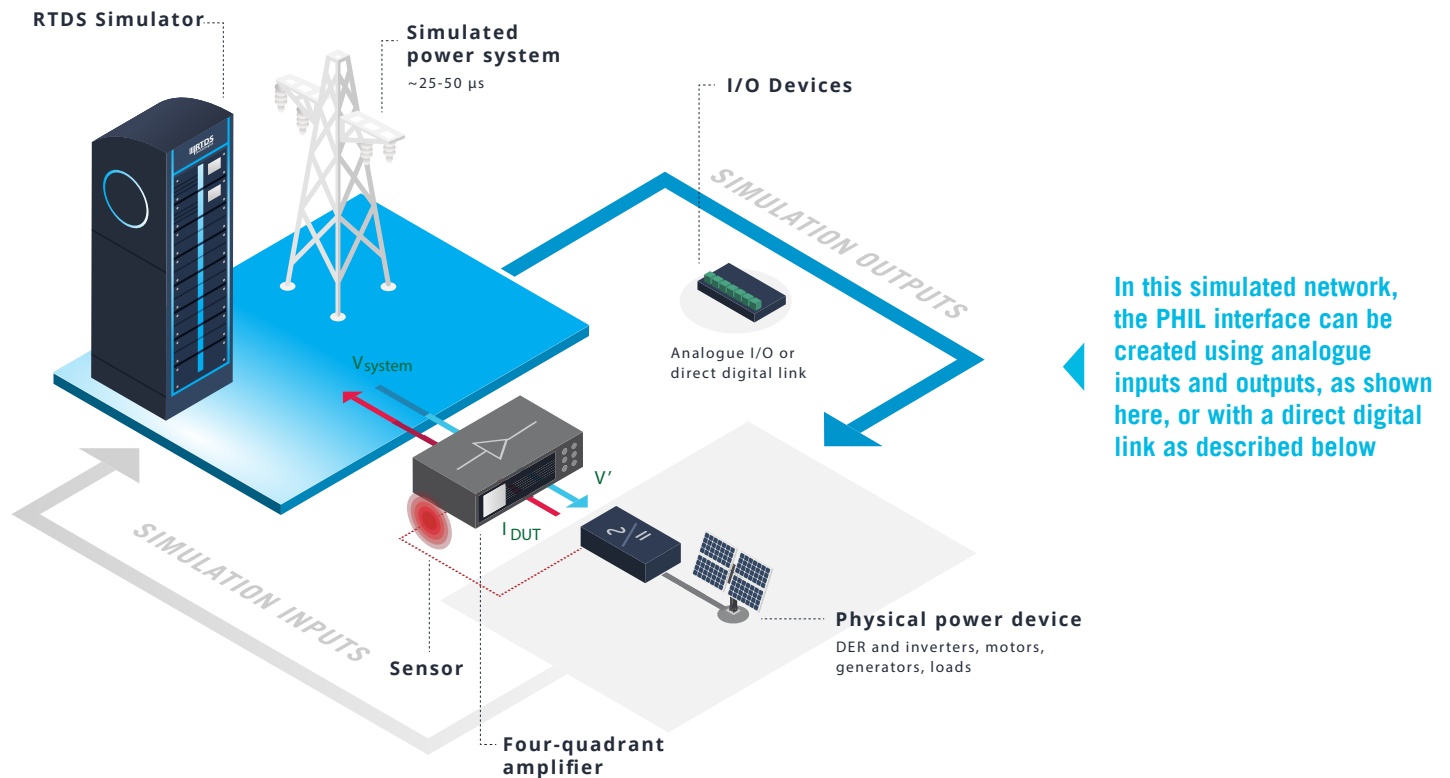 RTDS Simulator
Simulated
power system
~25-50 µs
I/O Devices
RTDS
SIMULATION OUTPUTS
Analogue I/O or
direct digital link
In this simulated network,
the PHIL interface can be
created using analogue
inputs and outputs, as shown
here, or with a direct digital
link as described below
Vsystem
V’
I DUT
SIMULATION INPUTS
Physical power device
DER and inverters, motors,
generators, loads
Sensor
Four-quadrant
amplifier